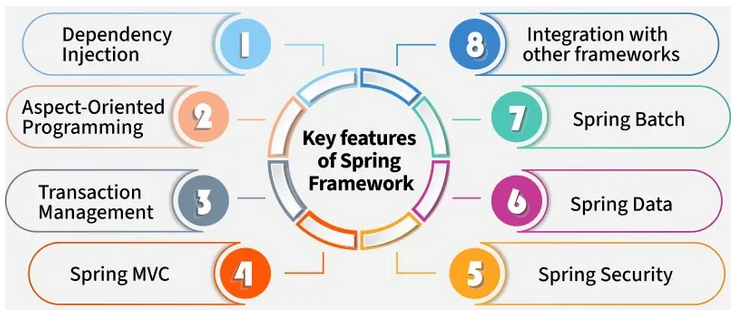 Key features
of Spring
Framework
1
Dependency
Injection
2
Aspect-Oriented
Programming
3
Transaction
Management
4
Spring MVC
5
Spring Security
6
Spring Data
7
Spring Batch
8
Integration with
other frameworks